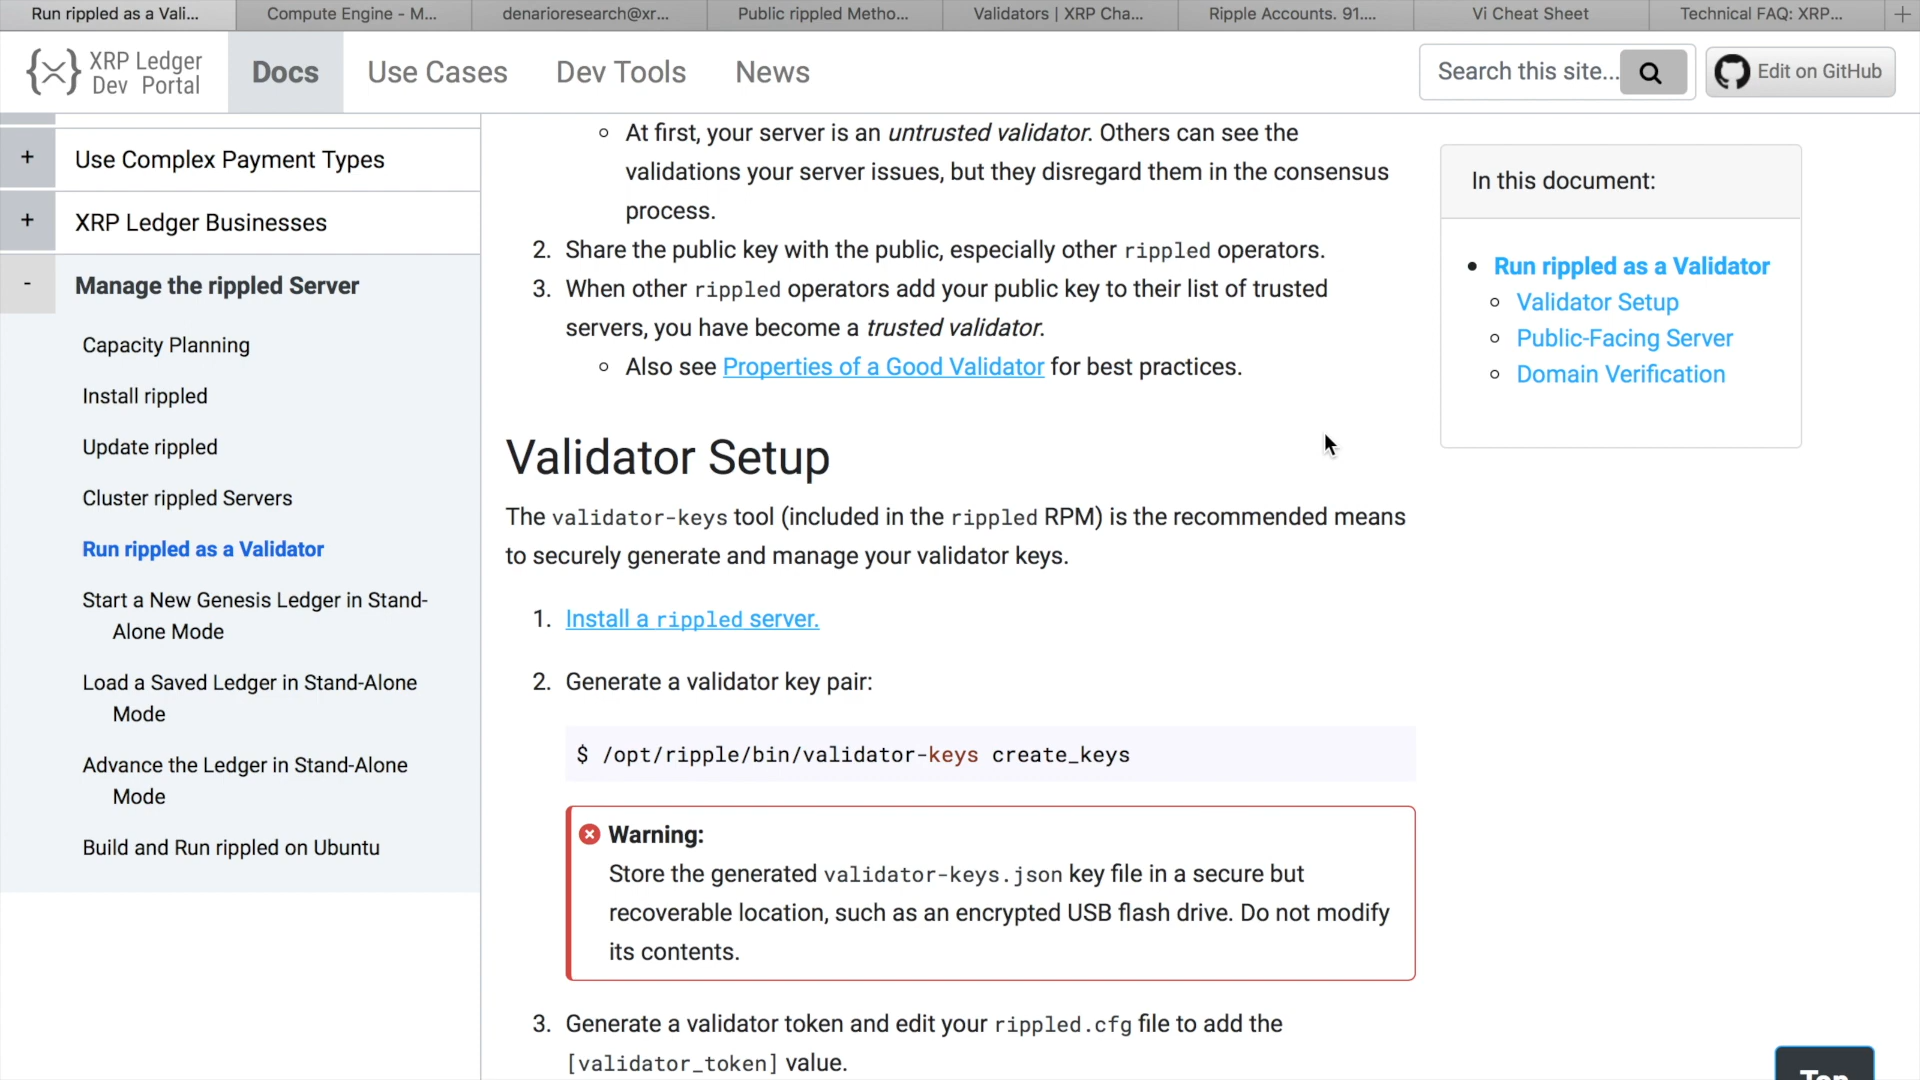 Run rippled as a Vali...
Compute Engine - M...
denarioresearch@xr...
Public rippled Metho...
Validators | XRP Cha...
Ripple Accounts. 91....
Vi Cheat Sheet
Technical FAQ: XRP...
+
XRP Ledger
Dev Portal
Docs
Use Cases
Dev Tools
News
Search this site...
Edit on GitHub
+
Use Complex Payment Types
+
XRP Ledger Businesses
-
Manage the rippled Server
Capacity Planning
Install rippled
Update rippled
Cluster rippled Servers
Run rippled as a Validator
Start a New Genesis Ledger in Stand-
Alone Mode
Load a Saved Ledger in Stand-Alone
Mode
Advance the Ledger in Stand-Alone
Mode
Build and Run rippled on Ubuntu
At first, your server is an untrusted validator. Others can see the
validations your server issues, but they disregard them in the consensus
process.
2. Share the public key with the public, especially other rippled operators.
3. When other rippled operators add your public key to their list of trusted
servers, you have become a trusted validator.
Also see Properties of a Good Validator for best practices.
Validator Setup
The validator-keys tool (included in the rippled RPM) is the recommended means
to securely generate and manage your validator keys.
1. Install a rippled server.
2. Generate a validator key pair:
$ /opt/ripple/bin/validator-keys create_keys
Warning:
Store the generated validator-keys.json key file in a secure but
recoverable location, such as an encrypted USB flash drive. Do not modify
its contents.
3. Generate a validator token and edit your rippled.cfg file to add the
[validator_token] value.
In this document:
Run rippled as a Validator
Validator Setup
Public-Facing Server
Domain Verification
Top